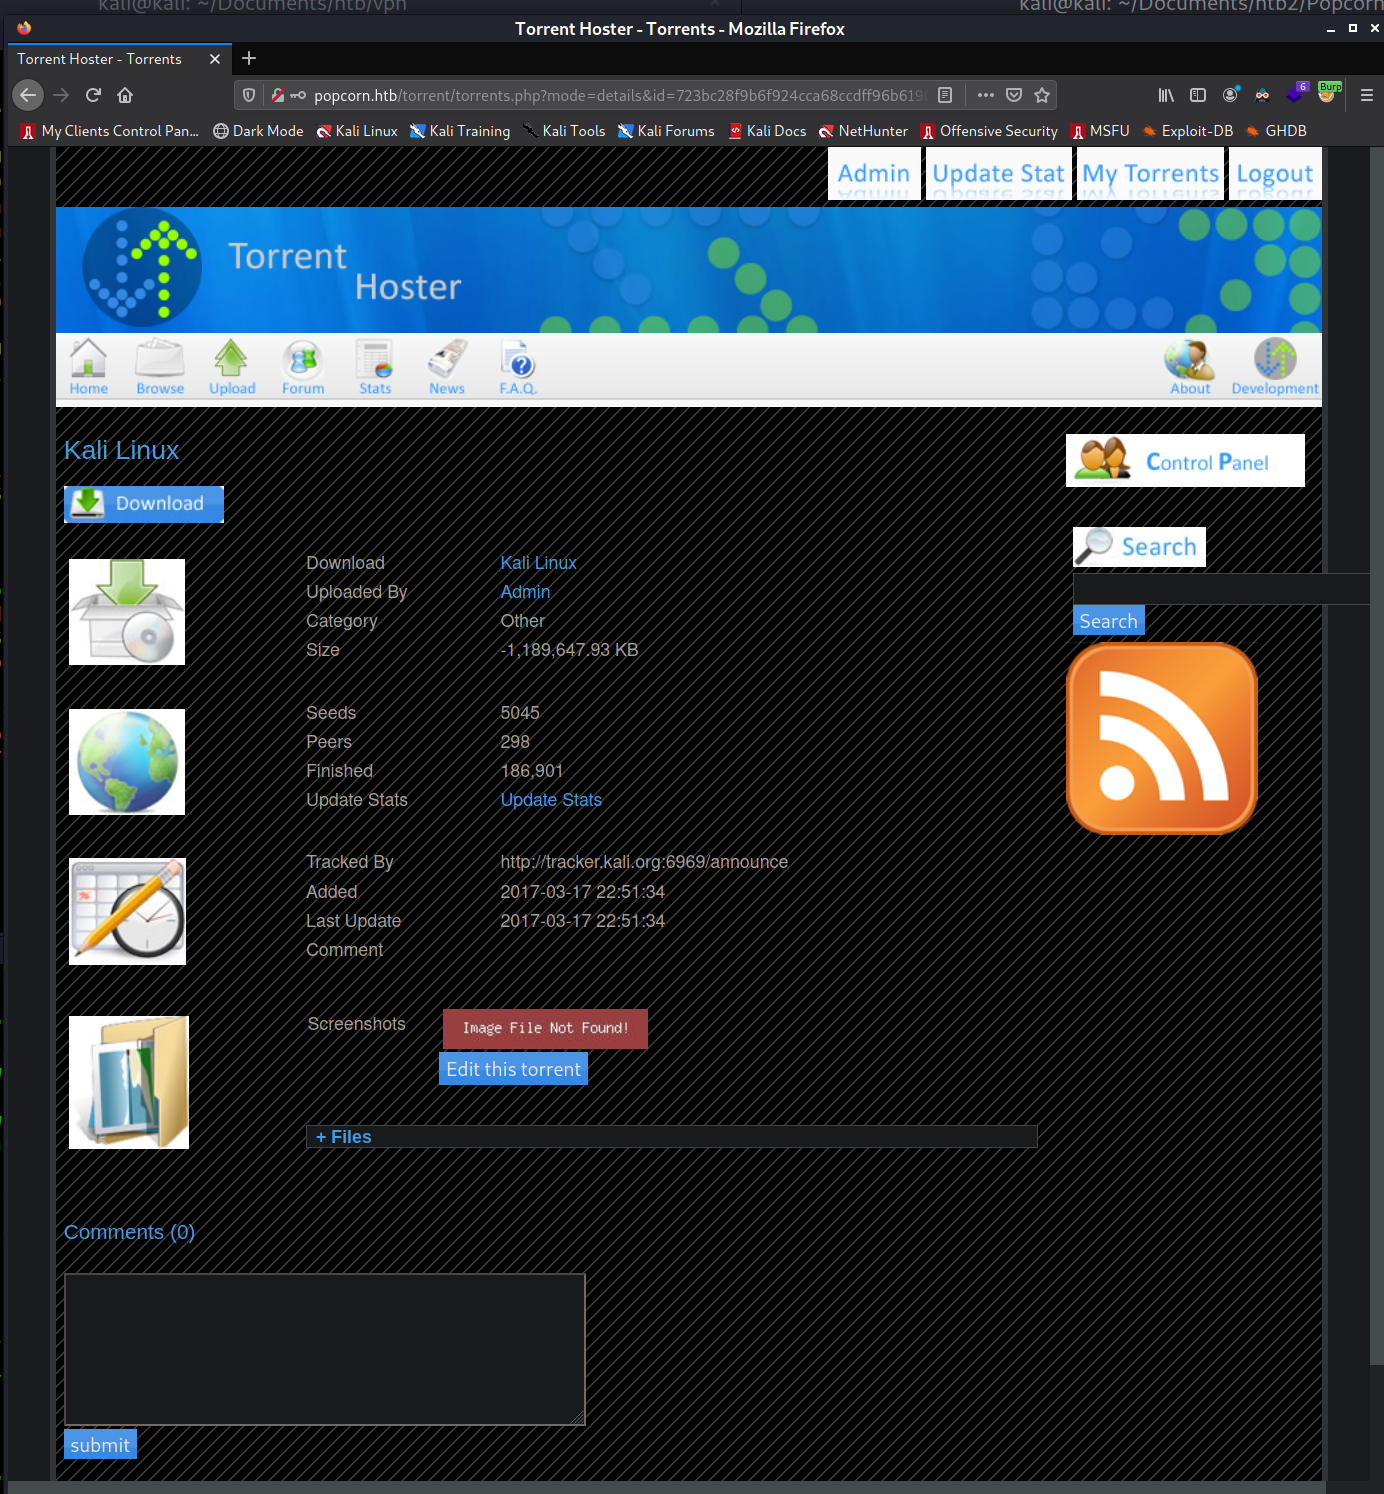 kali@kali: ~/Documents/htb/vpn
kali@kali: ~/Documents/htb2/Popcorn
Torrent Hoster - Torrents - Mozilla Firefox
Torrent Hoster - Torrents
popcorn.htb/torrent/torrents.php?mode=details&id=723bc28f9b6f924cca68ccdff96b619
6
Burp
My Clients Control Pan...
Dark Mode
Kali Linux
Kali Training
Kali Tools
Kali Forums
Kali Docs
NetHunter
Offensive Security
MSFU
Exploit-DB
GHDB
Admin
Update Stat
My Torrents
Logout
Torrent
Hoster
Home
Browse
Upload
Forum
Stats
News
F.A.Q.
About
Development
Kali Linux
Control Panel
Download
Search
Download Kali Linux
Uploaded By Admin
Category Other
Size -1,189,647.93 KB
Search
Seeds 5045
Peers 298
Finished 186,901
Update Stats Update Stats
Tracked By http://tracker.kali.org:6969/announce
Added 2017-03-17 22:51:34
Last Update 2017-03-17 22:51:34
Comment
Screenshots Image File Not Found!
Edit this torrent
+ Files
Comments (0)
submit